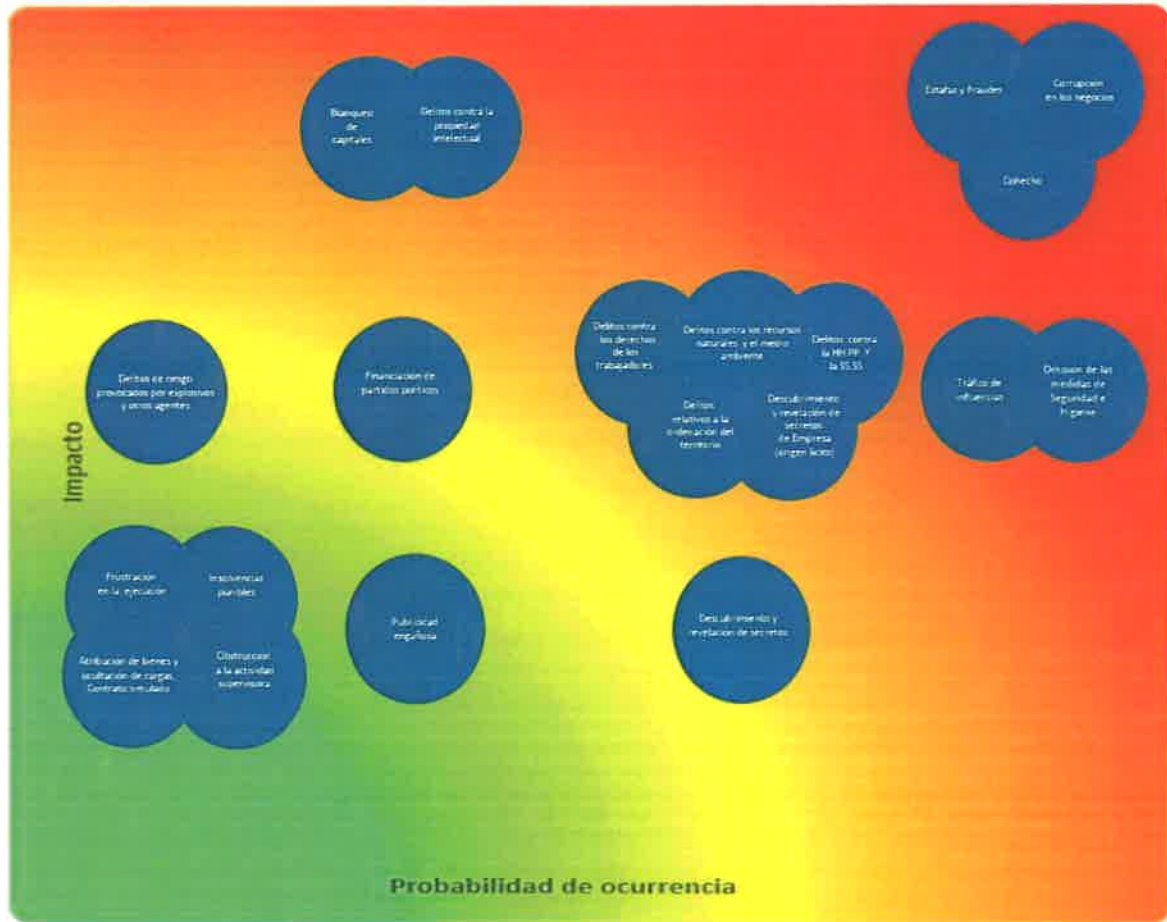 Blanqueo
de
capitales
Delitos contra la
propiedad
intelectual
Estafas y Fraudes
Corrupción
en los negocios
Cohecho
Delitos contra
los derechos
de los
trabajadores
Delitos contra los recursos
naturales y el medio
ambiente
Delitos contra
la HH.PP. Y
la SS.SS
Delitos
relativos a la
ordenación del
territorio
Descubrimiento
y revelación de
secretos
de Empresa
(origen lícito)
Tráfico de
influencias
Omisión de las
medidas de
Seguridad e
higiene
Delitos de riesgo
provocados por explosivos
y otros agentes
Financiación de
partidos políticos
Impacto
Frustración
en la ejecución
Insolvencias
punibles
Atribución de bienes y
ocultación de cargas.
Contrato simulado
Obstrucción
a la actividad
supervisora
Publicidad
engañosa
Descubrimiento y
revelación de secretos
Probabilidad de ocurrencia